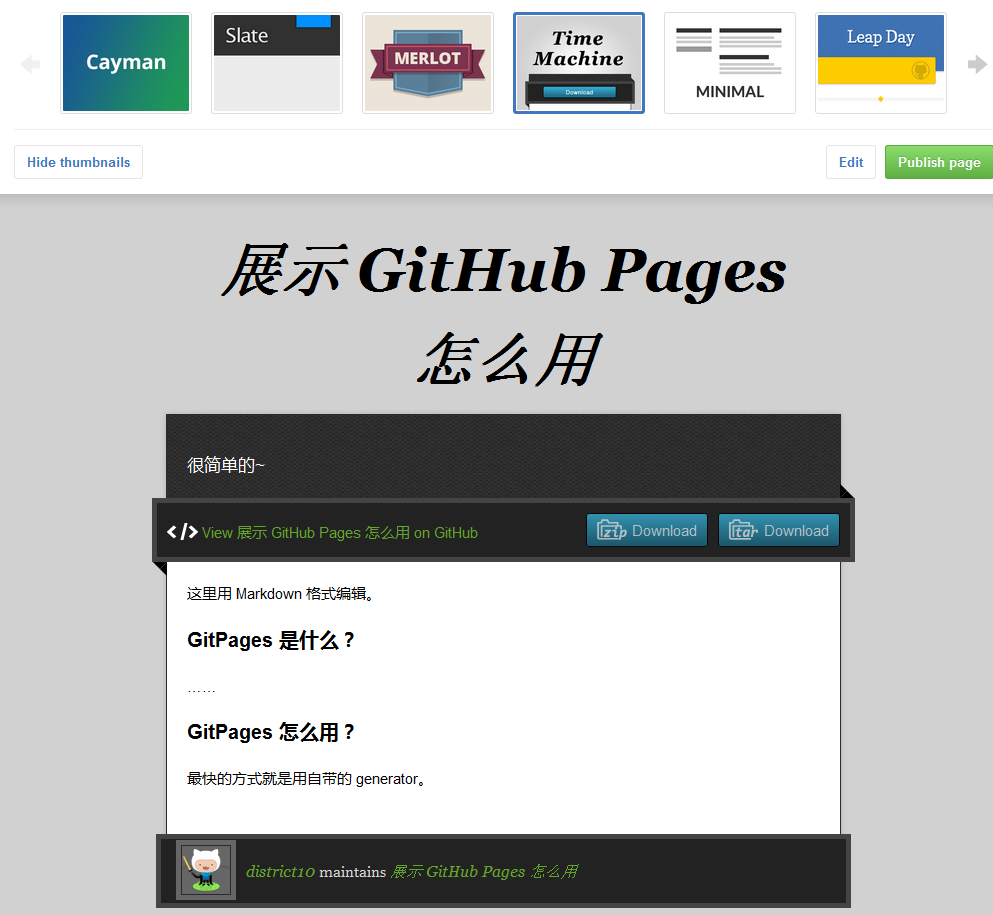 Cayman
Slate
MERLOT
Time
Machine
Download
MINIMAL
Leap Day
Hide thumbnails
Edit
Publish page
展示 GitHub Pages
怎么用
很简单的~
</> View 展示 GitHub Pages 怎么用 on GitHub
zip Download
tar Download
这里用 Markdown 格式编辑。
GitPages 是什么？
……
GitPages 怎么用？
最快的方式就是用自带的 generator。
district10 maintains 展示 GitHub Pages 怎么用